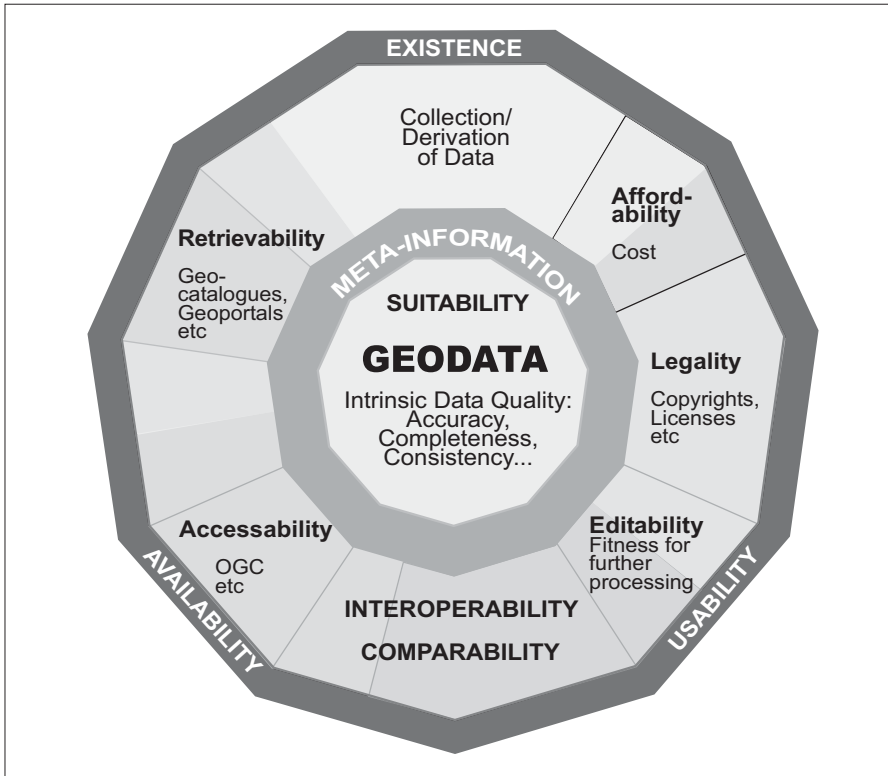 EXISTENCE
Collection/
Derivation
of Data
Afford-
ability
Cost
Retrievability
Geo-
catalogues,
Geoportals
etc
META-INFORMATION
SUITABILITY
GEODATA
Intrinsic Data Quality:
Accuracy,
Completeness,
Consistency...
Legality
Copyrights,
Licenses
etc
Accessability
OGC
etc
Editability
Fitness for
further
processing
INTEROPERABILITY
COMPARABILITY
AVAILABILITY
USABILITY